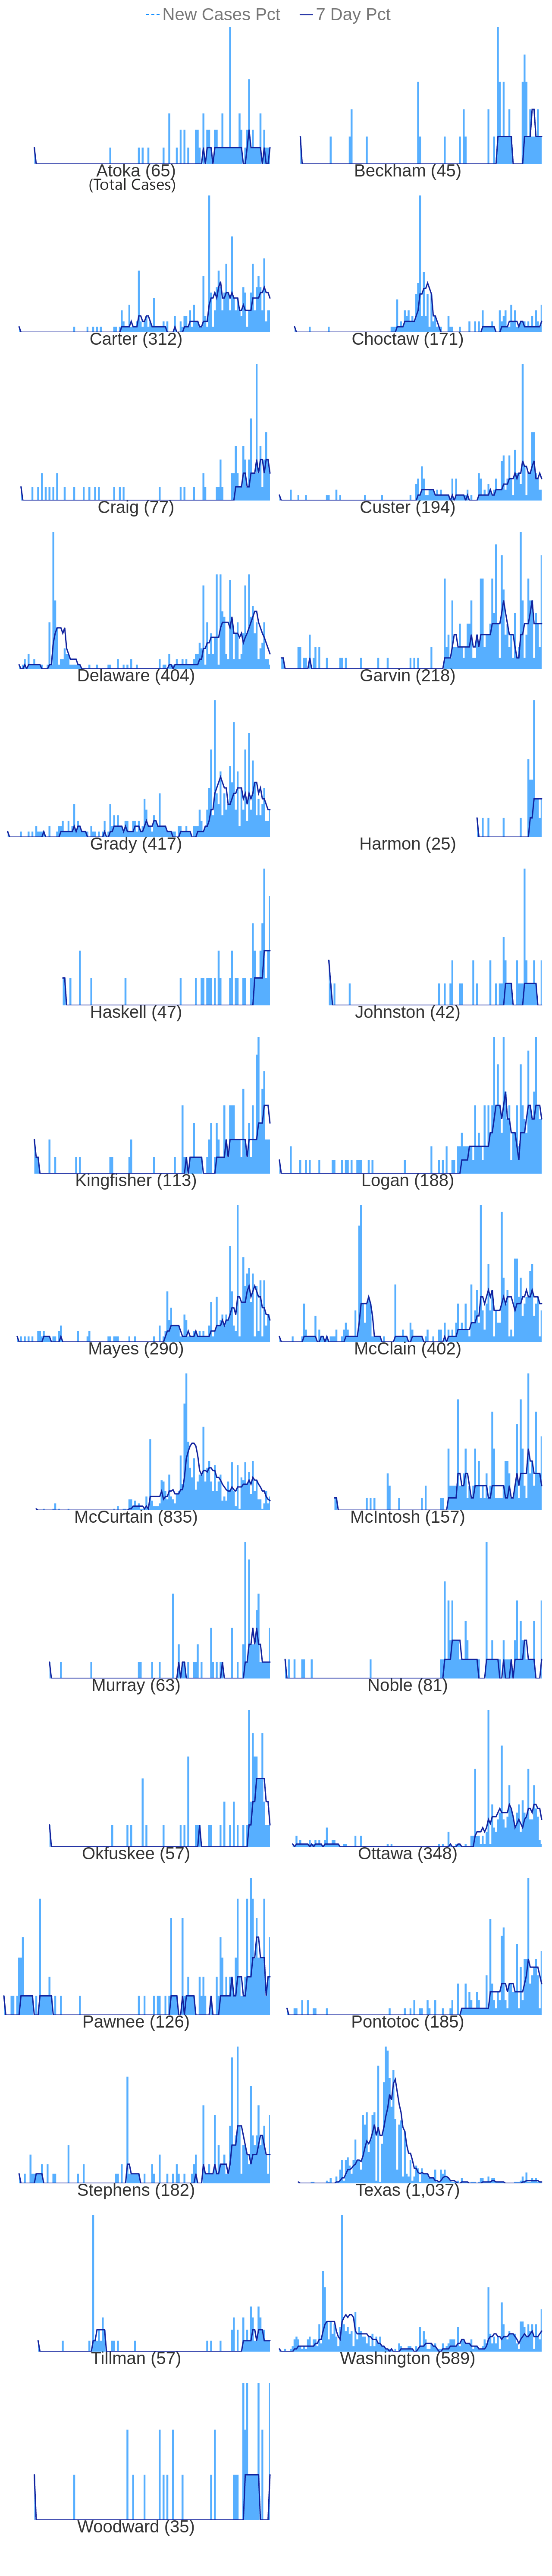 New Cases Pct 7 Day Pct
Atoka (65) Beckham (45)
(Total Cases)
Carter (312) Choctaw (171)
Craig (77) Custer (194)
Delaware (404) Garvin (218)
Grady (417) Harmon (25)
Haskell (47) Johnston (42)
Kingfisher (113) Logan (188)
Mayes (290) McClain (402)
McCurtain (835) McIntosh (157)
Murray (63) Noble (81)
Okfuskee (57) Ottawa (348)
Pawnee (126) Pontotoc (185)
Stephens (182) Texas (1,037)
Tillman (57) Washington (589)
Woodward (35)